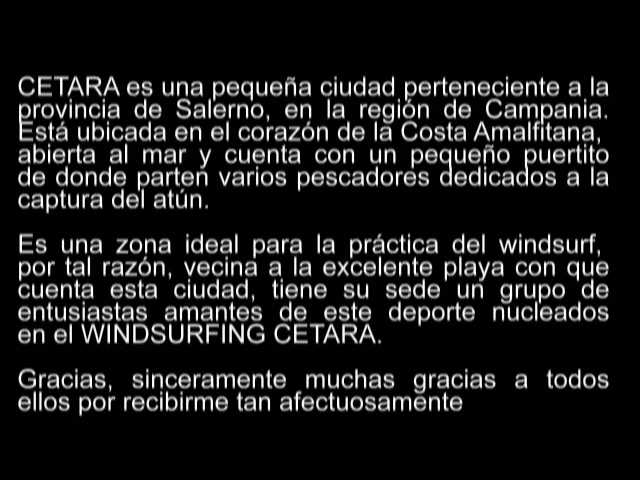 CETARA es una pequeña ciudad perteneciente a la
provincia de Salerno, en la región de Campania.
Está ubicada en el corazón de la Costa Amalfitana,
abierta al mar y cuenta con un pequeño puertito
de donde parten varios pescadores dedicados a la
captura del atún.
Es una zona ideal para la práctica del windsurf,
por tal razón, vecina a la excelente playa con que
cuenta esta ciudad, tiene su sede un grupo de
entusiastas amantes de este deporte nucleados
en el WINDSURFING CETARA.
Gracias, sinceramente muchas gracias a todos
ellos por recibirme tan afectuosamente